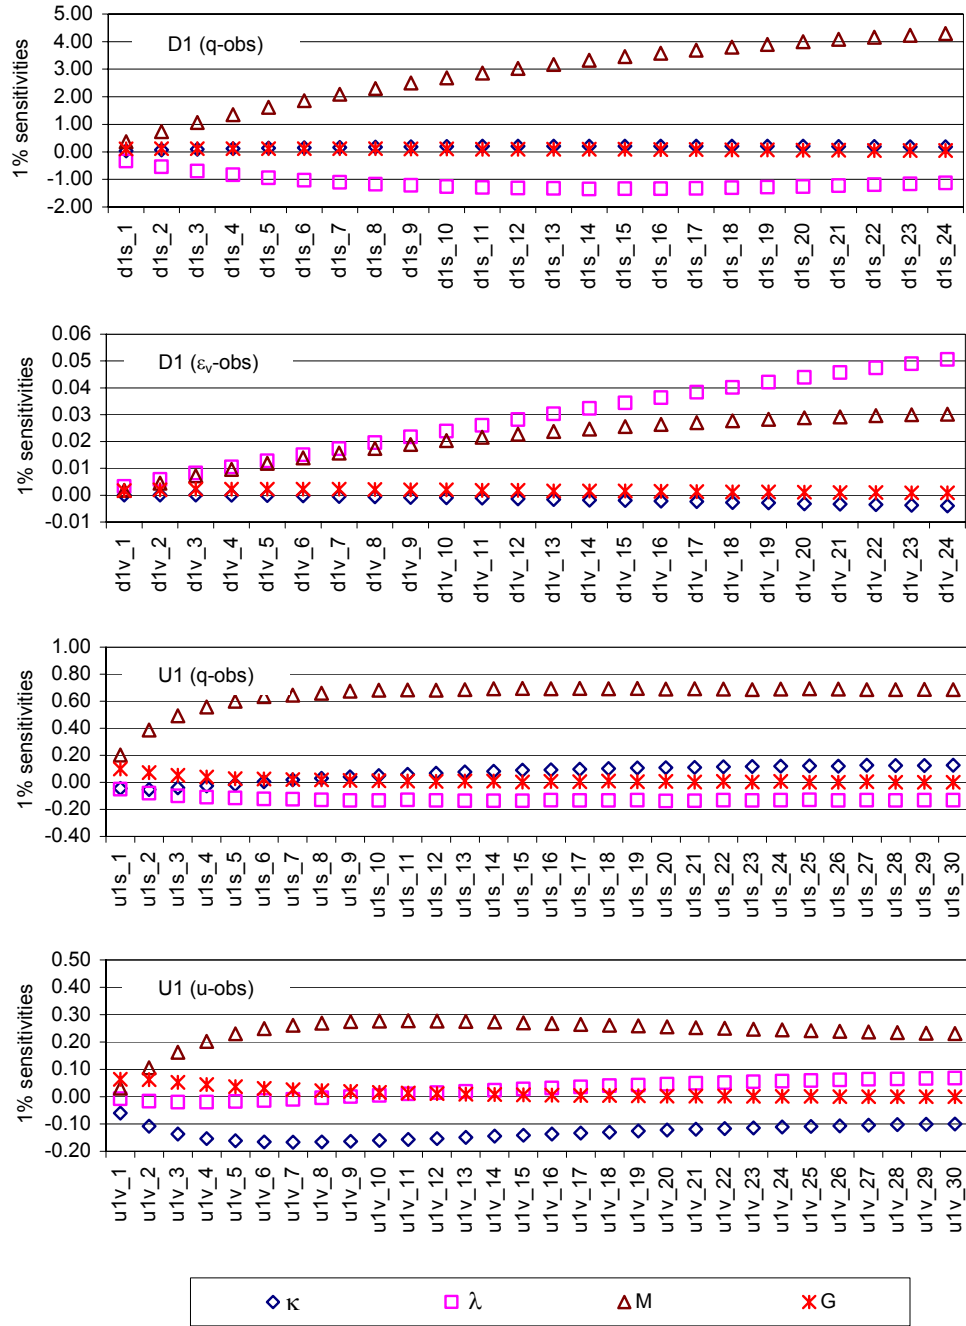 1% sensitivities
D1 (q-obs)
5.00
4.00
3.00
2.00
1.00
0.00
-1.00
-2.00
d1s_1
d1s_2
d1s_3
d1s_4
d1s_5
d1s_6
d1s_7
d1s_8
d1s_9
d1s_10
d1s_11
d1s_12
d1s_13
d1s_14
d1s_15
d1s_16
d1s_17
d1s_18
d1s_19
d1s_20
d1s_21
d1s_22
d1s_23
d1s_24
1% sensitivities
D1 (εv-obs)
0.06
0.05
0.04
0.03
0.02
0.01
0.00
-0.01
d1v_1
d1v_2
d1v_3
d1v_4
d1v_5
d1v_6
d1v_7
d1v_8
d1v_9
d1v_10
d1v_11
d1v_12
d1v_13
d1v_14
d1v_15
d1v_16
d1v_17
d1v_18
d1v_19
d1v_20
d1v_21
d1v_22
d1v_23
d1v_24
1% sensitivities
U1 (q-obs)
1.00
0.80
0.60
0.40
0.20
0.00
-0.20
-0.40
u1s_1
u1s_2
u1s_3
u1s_4
u1s_5
u1s_6
u1s_7
u1s_8
u1s_9
u1s_10
u1s_11
u1s_12
u1s_13
u1s_14
u1s_15
u1s_16
u1s_17
u1s_18
u1s_19
u1s_20
u1s_21
u1s_22
u1s_23
u1s_24
u1s_25
u1s_26
u1s_27
u1s_28
u1s_29
u1s_30
1% sensitivities
U1 (u-obs)
0.50
0.40
0.30
0.20
0.10
0.00
-0.10
-0.20
u1v_1
u1v_2
u1v_3
u1v_4
u1v_5
u1v_6
u1v_7
u1v_8
u1v_9
u1v_10
u1v_11
u1v_12
u1v_13
u1v_14
u1v_15
u1v_16
u1v_17
u1v_18
u1v_19
u1v_20
u1v_21
u1v_22
u1v_23
u1v_24
u1v_25
u1v_26
u1v_27
u1v_28
u1v_29
u1v_30
κ
λ
M
G